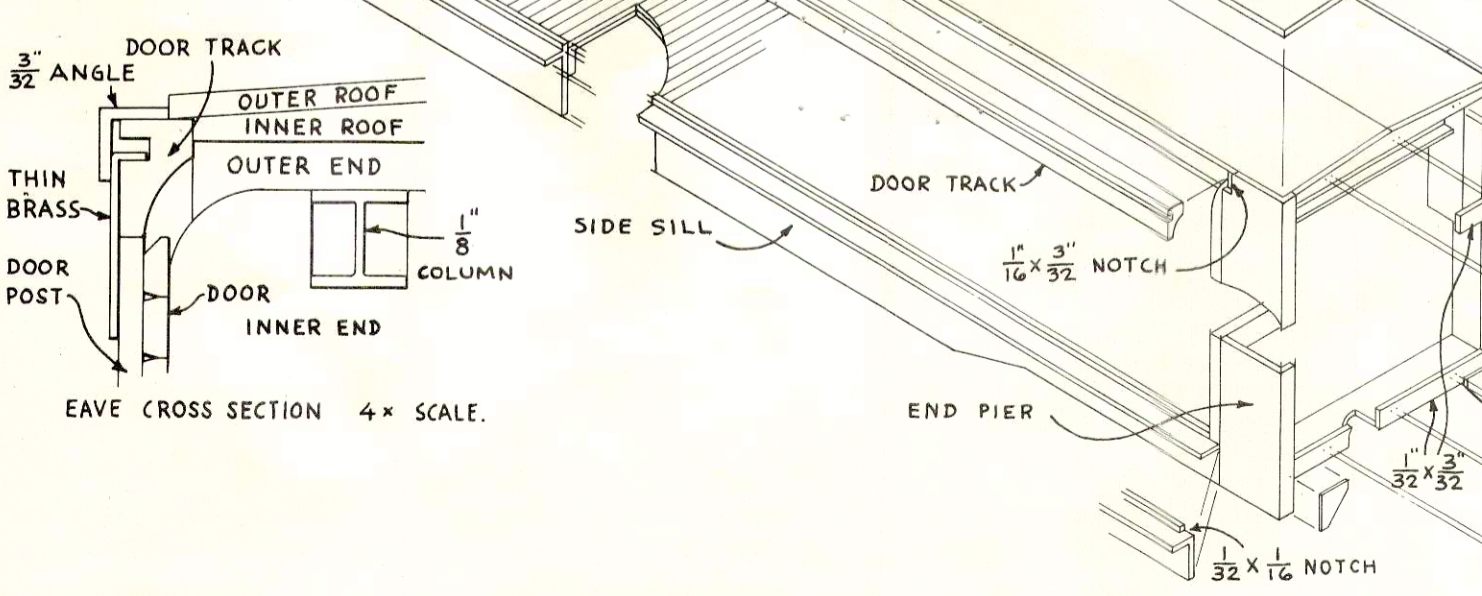 DOOR TRACK
3/32" ANGLE
OUTER ROOF
INNER ROOF
OUTER END
THIN
BRASS
1/8"
COLUMN
DOOR
POST
DOOR
INNER END
EAVE CROSS SECTION 4× SCALE.
DOOR TRACK
SIDE SILL
1/16" × 3/32" NOTCH
END PIER
1/32" × 3/32"
1/32 × 1/16 NOTCH